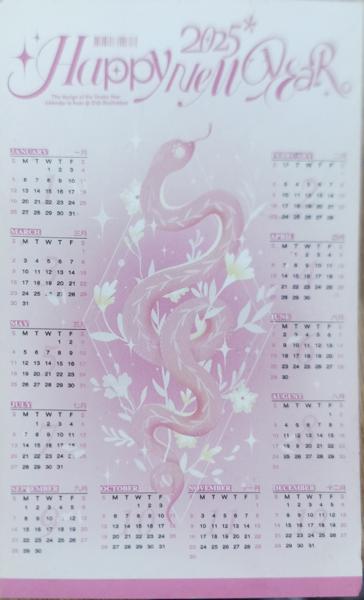 2025*
Happy New Year
The design of the Snake Year
JANUARY 一月
S M T W T F S
1 2 3 4
5 6 7 8 9 10 11
12 13 14 15 16 17 18
19 20 21 22 23 24 25
26 27 28 29 30 31
FEBRUARY 二月
S M T W T F S
1
2 3 4 5 6 7 8
9 10 11 12 13 14 15
16 17 18 19 20 21 22
23 24 25 26 27 28
MARCH 三月
S M T W T F S
1
2 3 4 5 6 7 8
9 10 11 12 13 14 15
16 17 18 19 20 21 22
23 24 25 26 27 28 29
30 31
APRIL 四月
S M T W T F S
1 2 3 4 5
6 7 8 9 10 11 12
13 14 15 16 17 18 19
20 21 22 23 24 25 26
27 28 29 30
MAY 五月
S M T W T F S
1 2 3
4 5 6 7 8 9 10
11 12 13 14 15 16 17
18 19 20 21 22 23 24
25 26 27 28 29 30 31
JUNE 六月
S M T W T F S
1 2 3 4 5 6 7
8 9 10 11 12 13 14
15 16 17 18 19 20 21
22 23 24 25 26 27 28
29 30
JULY 七月
S M T W T F S
1 2 3 4 5
6 7 8 9 10 11 12
13 14 15 16 17 18 19
20 21 22 23 24 25 26
27 28 29 30 31
AUGUST 八月
S M T W T F S
1 2
3 4 5 6 7 8 9
10 11 12 13 14 15 16
17 18 19 20 21 22 23
24 25 26 27 28 29 30
31
SEPTEMBER 九月
S M T W T F S
1 2 3 4 5 6
7 8 9 10 11 12 13
14 15 16 17 18 19 20
21 22 23 24 25 26 27
28 29 30
OCTOBER 十月
S M T W T F S
1 2 3 4
5 6 7 8 9 10 11
12 13 14 15 16 17 18
19 20 21 22 23 24 25
26 27 28 29 30 31
NOVEMBER 十一月
S M T W T F S
1
2 3 4 5 6 7 8
9 10 11 12 13 14 15
16 17 18 19 20 21 22
23 24 25 26 27 28 29
30
DECEMBER 十二月
S M T W T F S
1 2 3 4 5 6
7 8 9 10 11 12 13
14 15 16 17 18 19 20
21 22 23 24 25 26 27
28 29 30 31